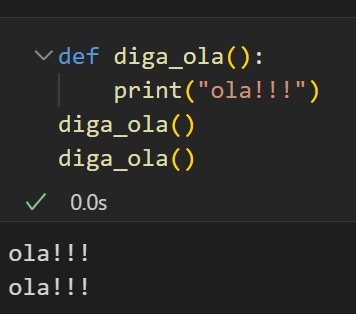 def diga_ola():
    print("ola!!!")
diga_ola()
diga_ola()
0.0s
ola!!!
ola!!!